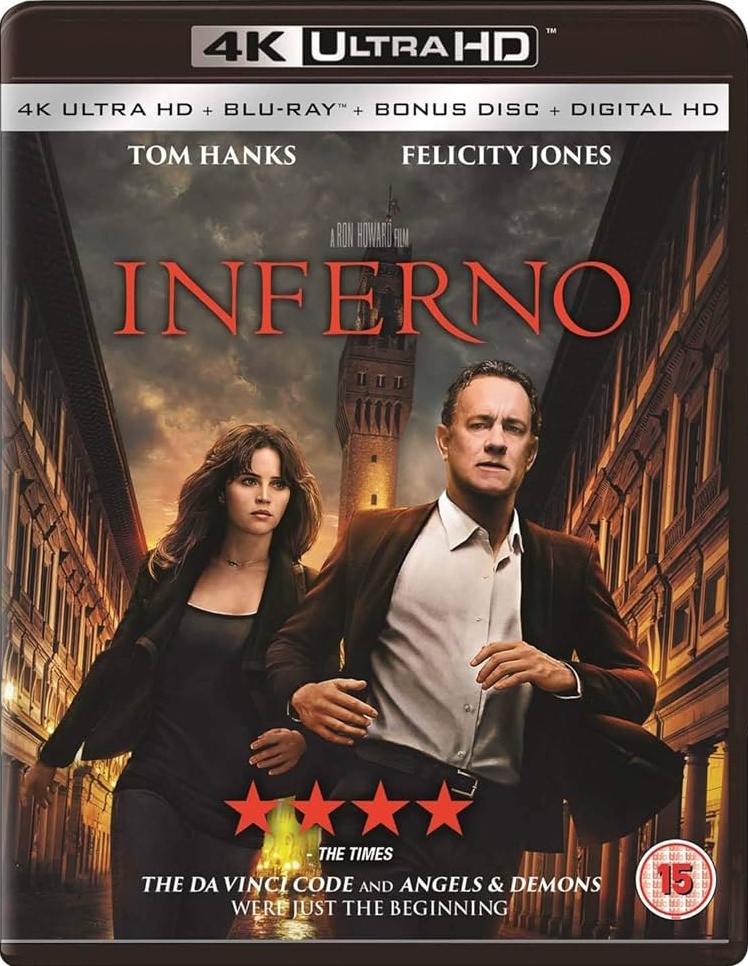 4K ULTRA HD™
4K ULTRA HD + BLU-RAY™ + BONUS DISC + DIGITAL HD
TOM HANKS FELICITY JONES
A RON HOWARD FILM
INFERNO
- THE TIMES
THE DA VINCI CODE AND ANGELS & DEMONS
WERE JUST THE BEGINNING
15